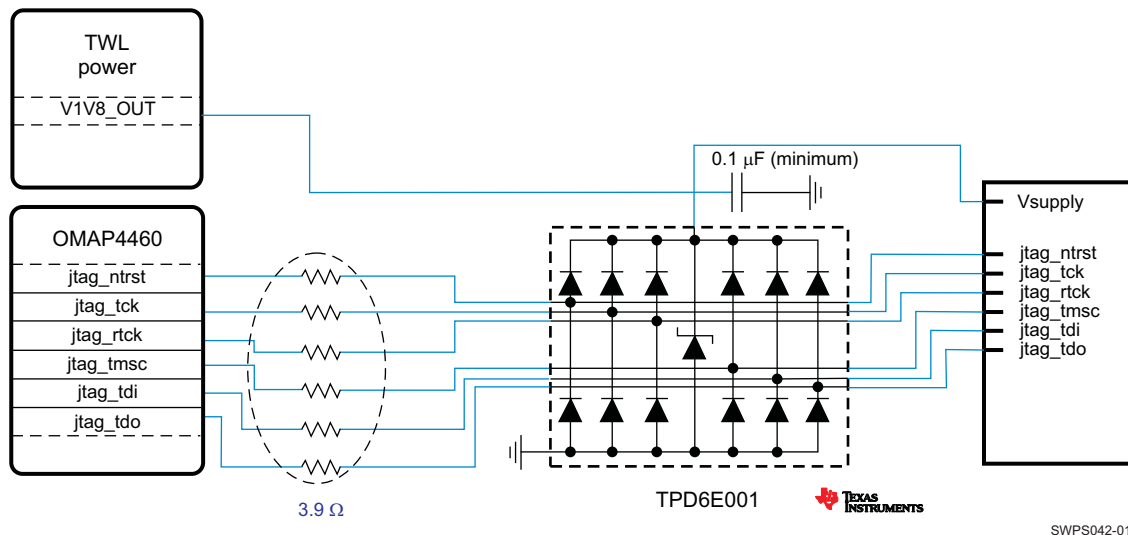 TWL
power
V1V8_OUT
OMAP4460
jtag_ntrst
jtag_tck
jtag_rtck
jtag_tmsc
jtag_tdi
jtag_tdo
3.9 Ω
0.1 μF (minimum)
TPD6E001
TEXAS
INSTRUMENTS
Vsupply
jtag_ntrst
jtag_tck
jtag_rtck
jtag_tmsc
jtag_tdi
jtag_tdo
SWPS042-01